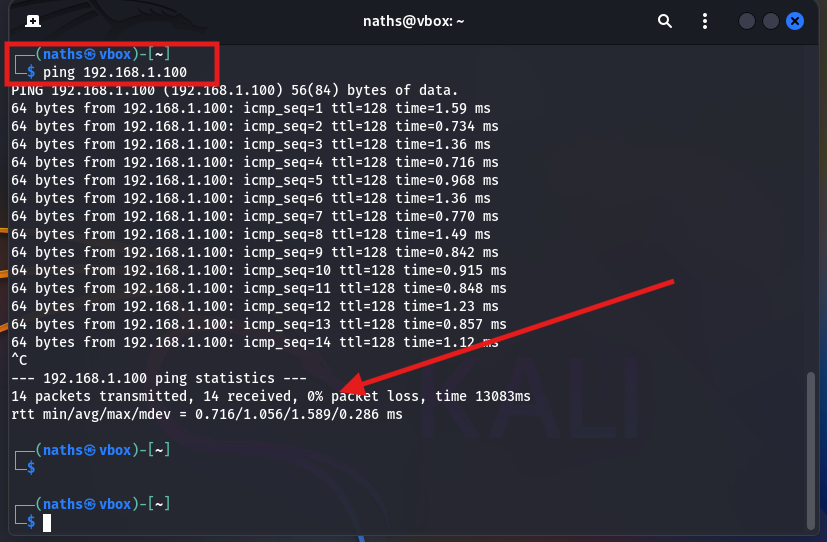 naths@vbox: ~
┌──(naths㉿vbox)-[~]
└─$ ping 192.168.1.100
PING 192.168.1.100 (192.168.1.100) 56(84) bytes of data.
64 bytes from 192.168.1.100: icmp_seq=1 ttl=128 time=1.59 ms
64 bytes from 192.168.1.100: icmp_seq=2 ttl=128 time=0.734 ms
64 bytes from 192.168.1.100: icmp_seq=3 ttl=128 time=1.36 ms
64 bytes from 192.168.1.100: icmp_seq=4 ttl=128 time=0.716 ms
64 bytes from 192.168.1.100: icmp_seq=5 ttl=128 time=0.968 ms
64 bytes from 192.168.1.100: icmp_seq=6 ttl=128 time=1.36 ms
64 bytes from 192.168.1.100: icmp_seq=7 ttl=128 time=0.770 ms
64 bytes from 192.168.1.100: icmp_seq=8 ttl=128 time=1.49 ms
64 bytes from 192.168.1.100: icmp_seq=9 ttl=128 time=0.842 ms
64 bytes from 192.168.1.100: icmp_seq=10 ttl=128 time=0.915 ms
64 bytes from 192.168.1.100: icmp_seq=11 ttl=128 time=0.848 ms
64 bytes from 192.168.1.100: icmp_seq=12 ttl=128 time=1.23 ms
64 bytes from 192.168.1.100: icmp_seq=13 ttl=128 time=0.857 ms
64 bytes from 192.168.1.100: icmp_seq=14 ttl=128 time=1.12 ms
^C
--- 192.168.1.100 ping statistics ---
14 packets transmitted, 14 received, 0% packet loss, time 13083ms
rtt min/avg/max/mdev = 0.716/1.056/1.589/0.286 ms
KALI
┌──(naths㉿vbox)-[~]
└─$
┌──(naths㉿vbox)-[~]
└─$